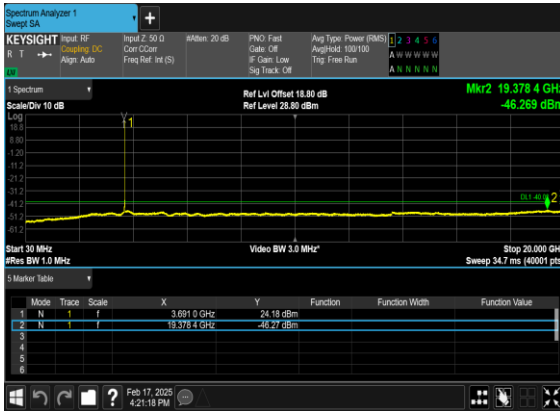 Spectrum Analyzer 1
Swept SA
+
KEYSIGHT Input: RF Input Z: 50 Ω #Atten: 20 dB PNO: Fast Avg Type: Power (RMS) 1 2 3 4 5 6
R T Coupling: DC Corr CCorr Gate: Off Avg|Hold: 100/100 A W W W W W
Align: Auto Freq Ref: Int (S) IF Gain: Low Trig: Free Run
Sig Track: Off A N N N N N
1 Spectrum
Scale/Div 10 dB Ref Lvl Offset 18.80 dB Mkr2 19.378 4 GHz
Ref Level 28.80 dBm -46.269 dBm
Log
18.8
8.80
-1.20
-11.2
-21.2
-31.2
-41.2
-51.2
-61.2
1
2
Start 30 MHz Video BW 3.0 MHz* Stop 20.000 GH
#Res BW 1.0 MHz Sweep 34.7 ms (40001 pts
5 Marker Table
Mode Trace Scale X Y Function Function Width Function Value
1 N 1 f 3.691 0 GHz 24.18 dBm
2 N 1 f 19.378 4 GHz -46.27 dBm
3
4
5
6
? Feb 17, 2025
4:21:18 PM